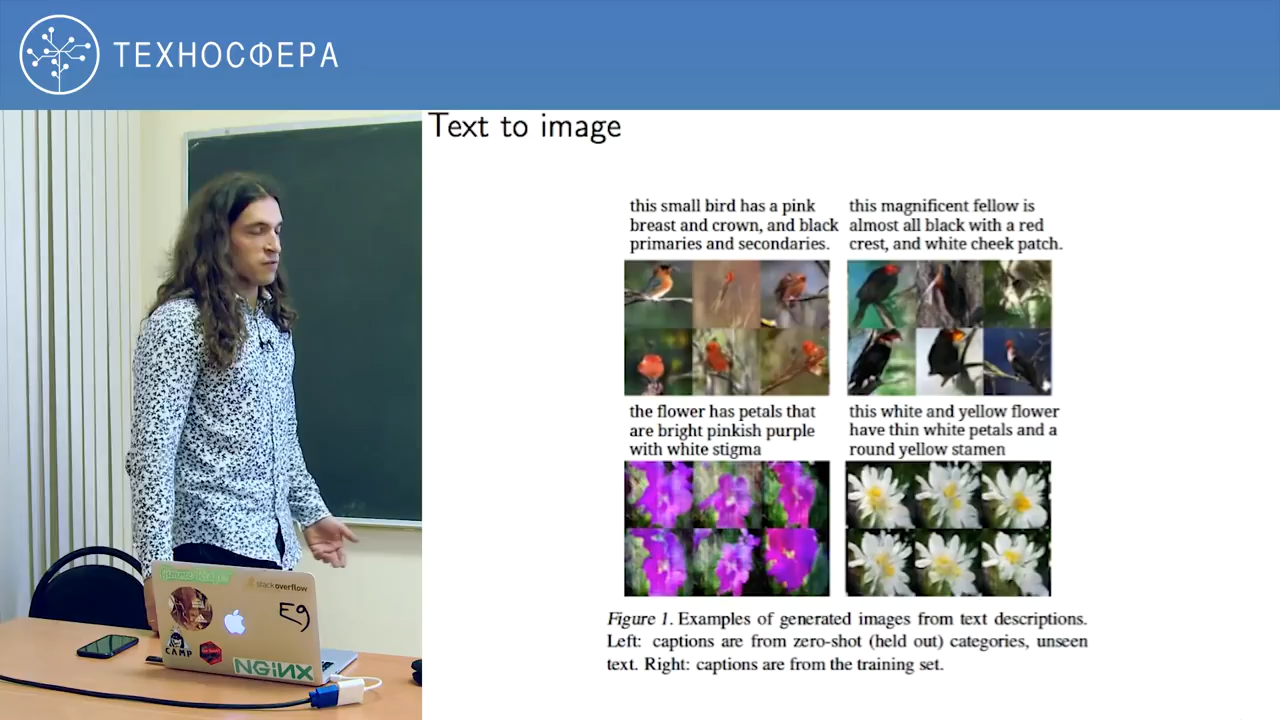 ТЕХНОСФЕРА
Text to image
this small bird has a pink
breast and crown, and black
primaries and secondaries.
this magnificent fellow is
almost all black with a red
crest, and white cheek patch.
the flower has petals that
are bright pinkish purple
with white stigma
this white and yellow flower
have thin white petals and a
round yellow stamen
Figure 1. Examples of generated images from text descriptions.
Left: captions are from zero-shot (held out) categories, unseen
text. Right: captions are from the training set.
stackoverflow
E9
CAMP
NGiNX